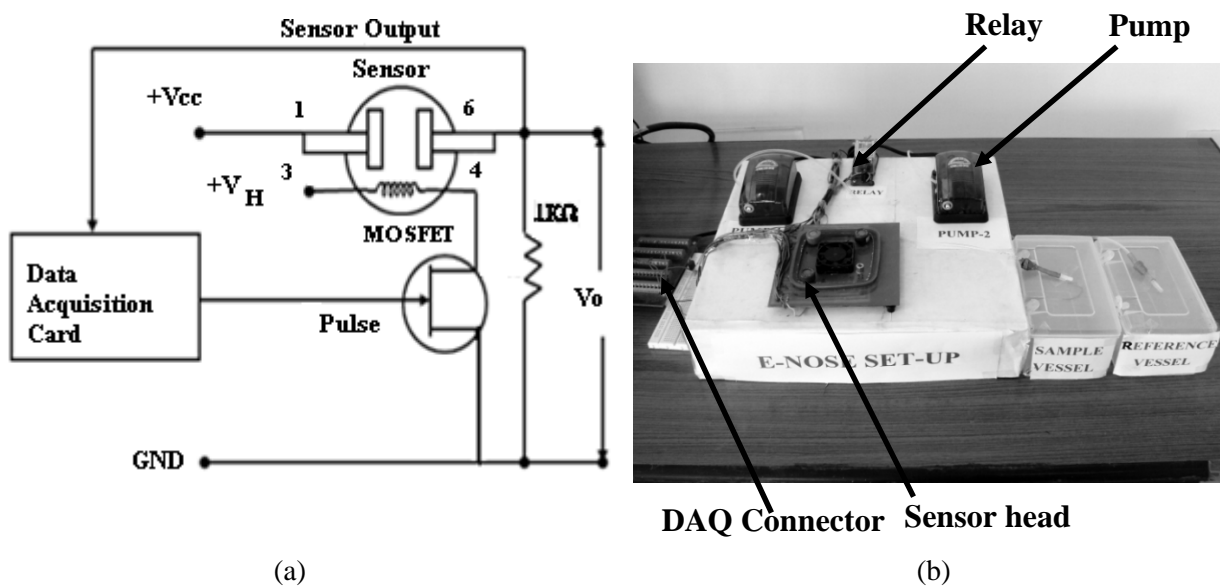 Sensor Output
Sensor
+Vcc
1
6
3
4
+V H
MOSFET
1KΩ
Data
Acquisition
Card
Pulse
Vo
GND
(a)
Relay
Pump
RELAY
PUMP-2
E-NOSE SET-UP
SAMPLE
VESSEL
REFERENCE
VESSEL
DAQ Connector
Sensor head
(b)